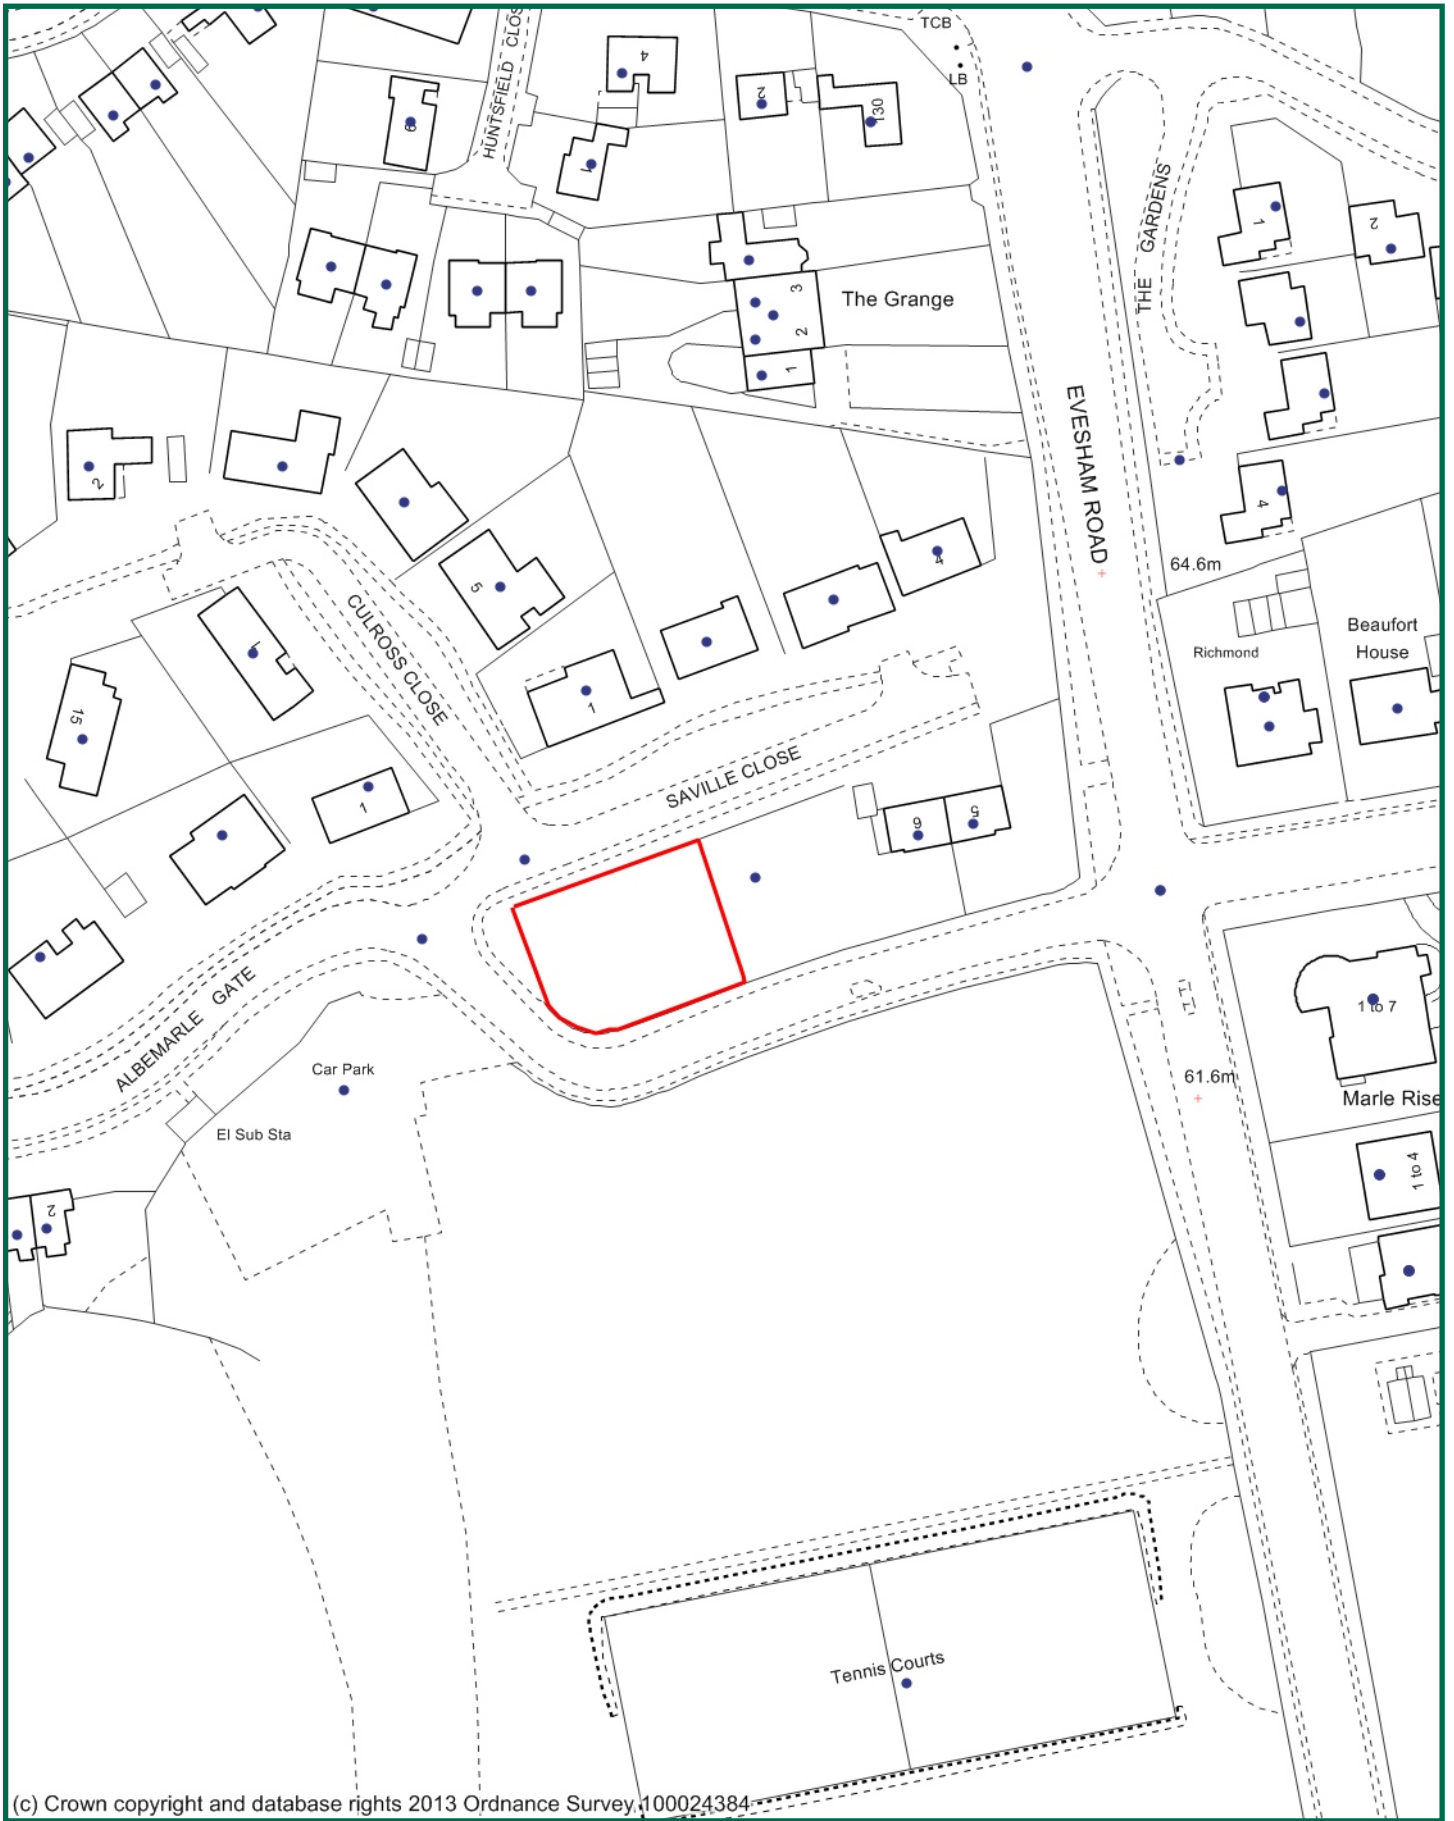 TCB
LB
HUNTSFIELD CLOS
4
2
130
6
1
THE GARDENS
1
2
3
2
1
The Grange
EVESHAM ROAD
4
64.6m
2
5
4
CULROSS CLOSE
1
Richmond
Beaufort
House
15
1
1
SAVILLE CLOSE
6
5
ALBEMARLE GATE
1 to 7
Car Park
61.6m
Marle Rise
El Sub Sta
1 to 4
2
Tennis Courts
(c) Crown copyright and database rights 2013 Ordnance Survey 100024384